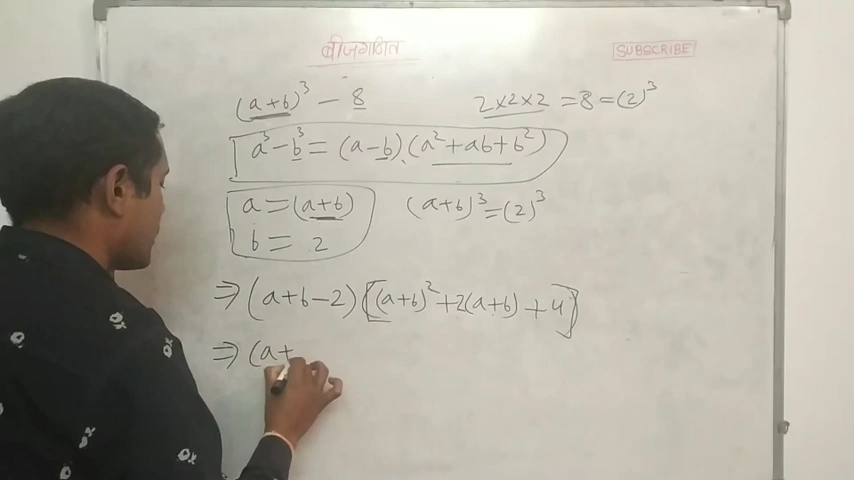 बीजगणित
SUBSCRIBE
(a+b)³ − 8
2×2×2 = 8 = (2)³
a³ − b³ = (a−b).(a²+ab+b²)
a = (a+b)
(a+b)³ = (2)³
b = 2
⇒ (a+b−2) [(a+b)² + 2(a+b) + 4]
⇒ (a+